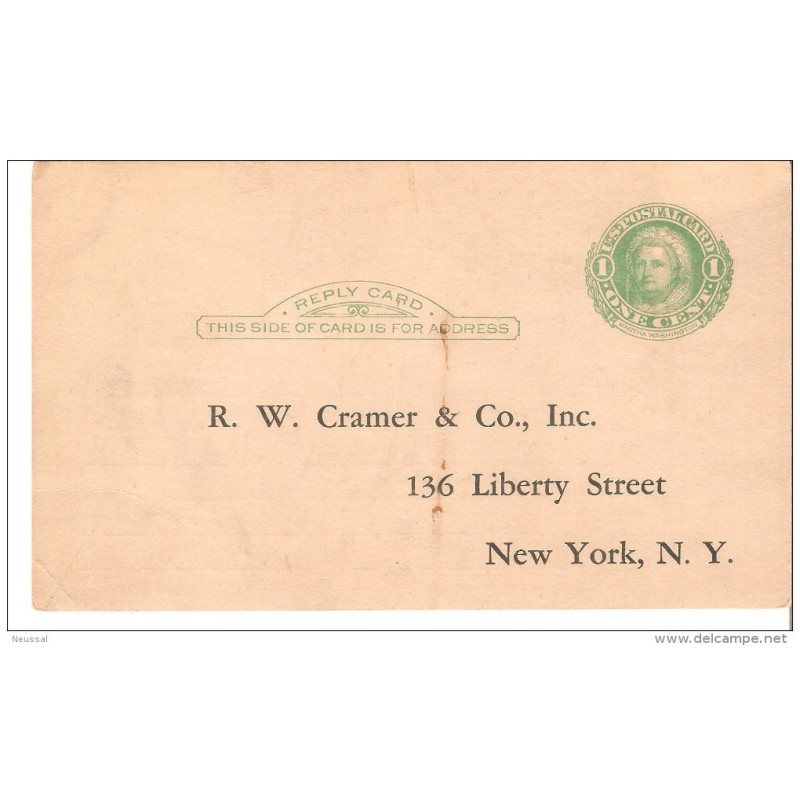 U.S. POSTAL CARD
1 1
· ONE CENT ·
MARTHA WASHINGTON
· REPLY CARD ·
THIS SIDE OF CARD IS FOR ADDRESS
R. W. Cramer & Co., Inc.
136 Liberty Street
New York, N. Y.
Neussal
www.delcampe.net